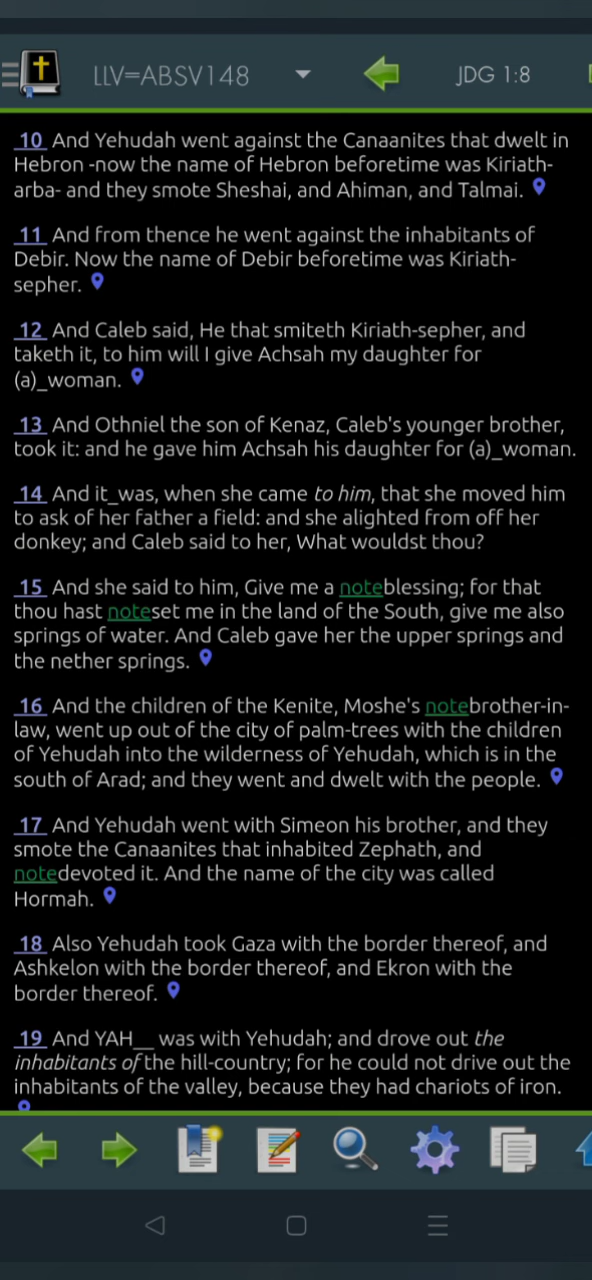 LLV=ABSV148
JDG 1:8
10 And Yehudah went against the Canaanites that dwelt in
Hebron -now the name of Hebron beforetime was Kiriath-
arba- and they smote Sheshai, and Ahiman, and Talmai.
11 And from thence he went against the inhabitants of
Debir. Now the name of Debir beforetime was Kiriath-
sepher.
12 And Caleb said, He that smiteth Kiriath-sepher, and
taketh it, to him will I give Achsah my daughter for
(a)_woman.
13 And Othniel the son of Kenaz, Caleb's younger brother,
took it: and he gave him Achsah his daughter for (a)_woman.
14 And it_was, when she came to him, that she moved him
to ask of her father a field: and she alighted from off her
donkey; and Caleb said to her, What wouldst thou?
15 And she said to him, Give me a noteblessing; for that
thou hast noteset me in the land of the South, give me also
springs of water. And Caleb gave her the upper springs and
the nether springs.
16 And the children of the Kenite, Moshe's notebrother-in-
law, went up out of the city of palm-trees with the children
of Yehudah into the wilderness of Yehudah, which is in the
south of Arad; and they went and dwelt with the people.
17 And Yehudah went with Simeon his brother, and they
smote the Canaanites that inhabited Zephath, and
notedevoted it. And the name of the city was called
Hormah.
18 Also Yehudah took Gaza with the border thereof, and
Ashkelon with the border thereof, and Ekron with the
border thereof.
19 And YAH__ was with Yehudah; and drove out the
inhabitants of the hill-country; for he could not drive out the
inhabitants of the valley, because they had chariots of iron.